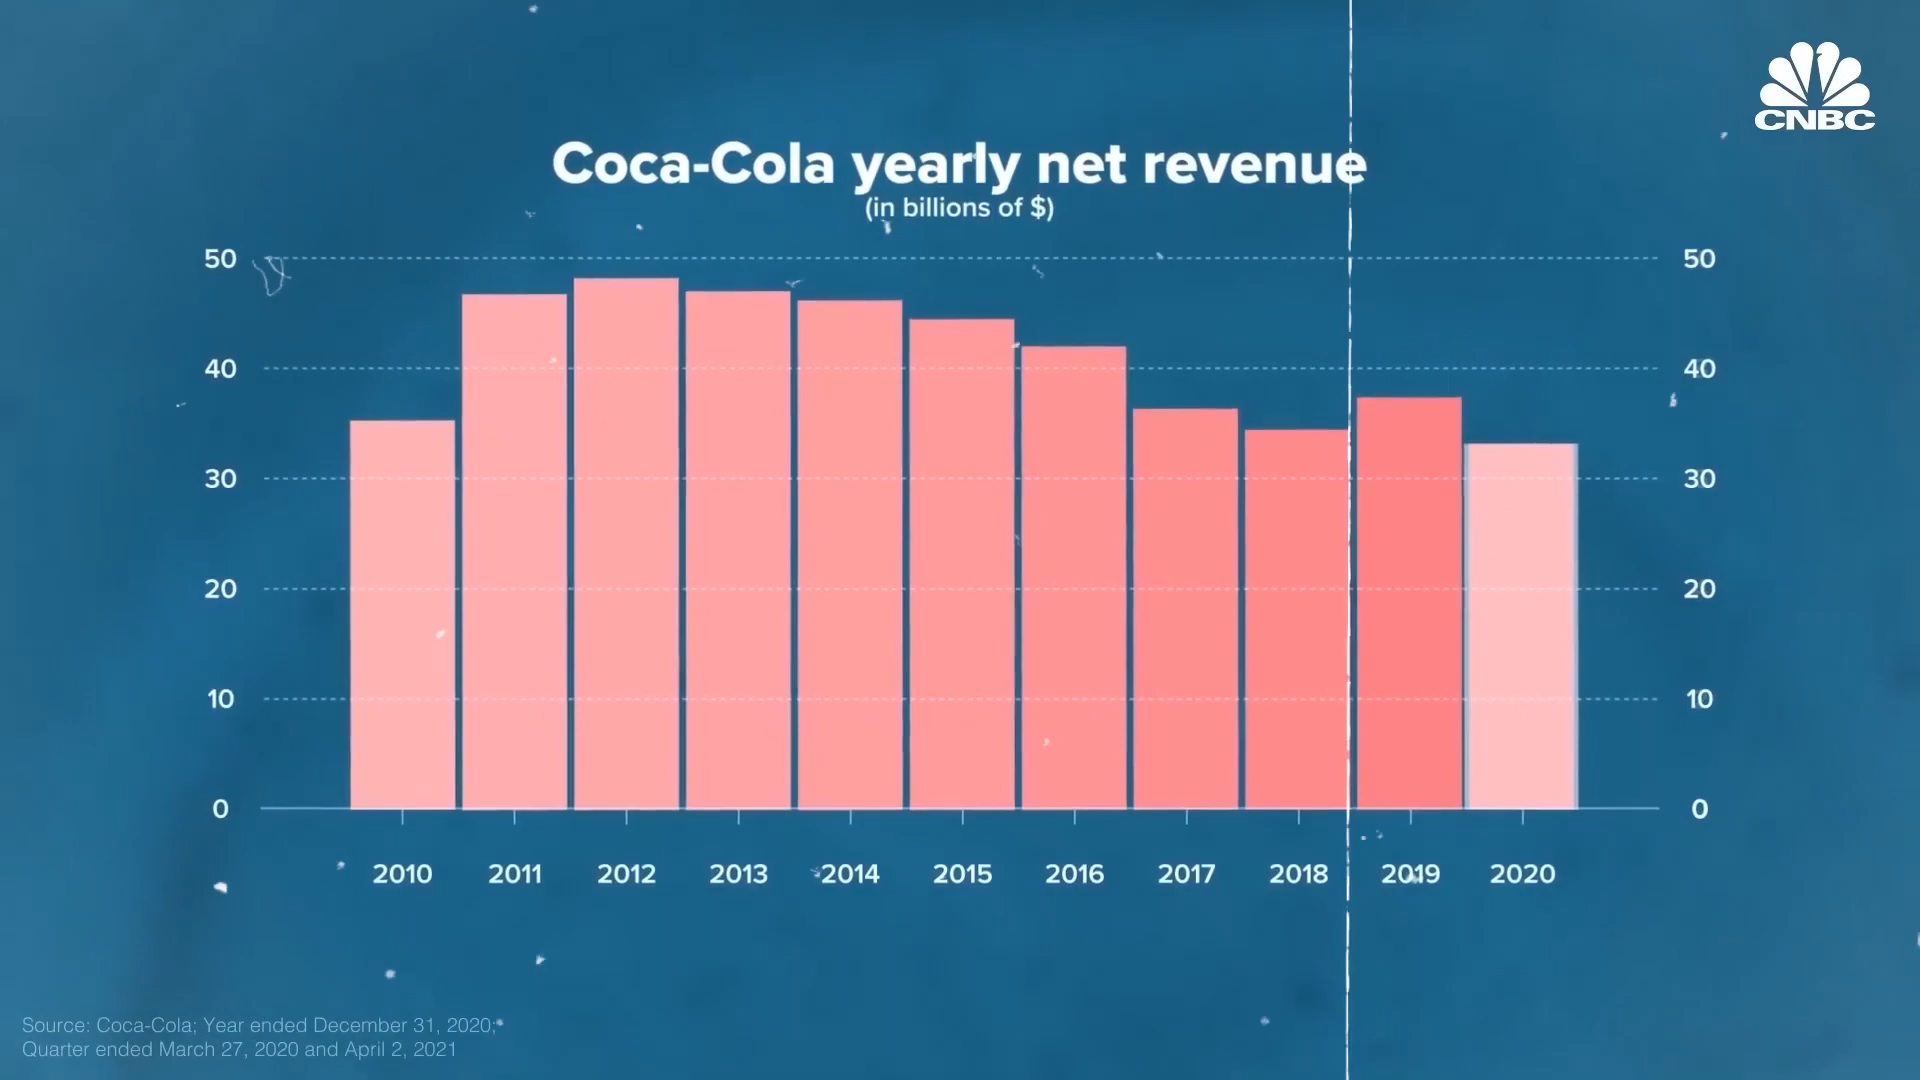 CNBC
Coca-Cola yearly net revenue
(in billions of $)
50 50
40 40
30 30
20 20
10 10
0 0
2010 2011 2012 2013 2014 2015 2016 2017 2018 2019 2020
Source: Coca-Cola; Year ended December 31, 2020;
Quarter ended March 27, 2020 and April 2, 2021